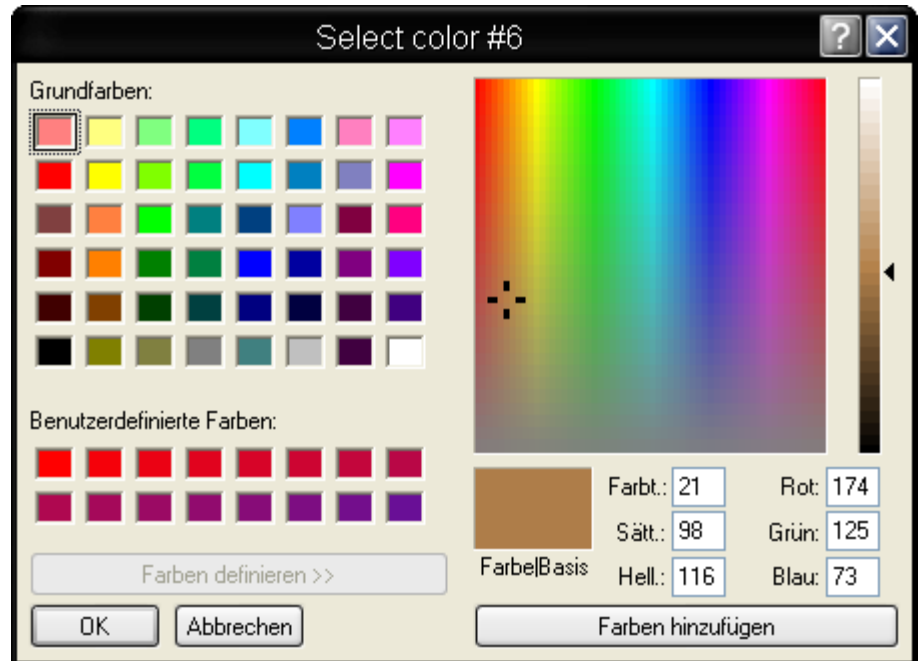 Select color #6
Grundfarben:
Benutzerdefinierte Farben:
Farben definieren >>
OK
Abbrechen
Farbe|Basis
Farbt.: 21
Sätt.: 98
Hell.: 116
Rot: 174
Grün: 125
Blau: 73
Farben hinzufügen